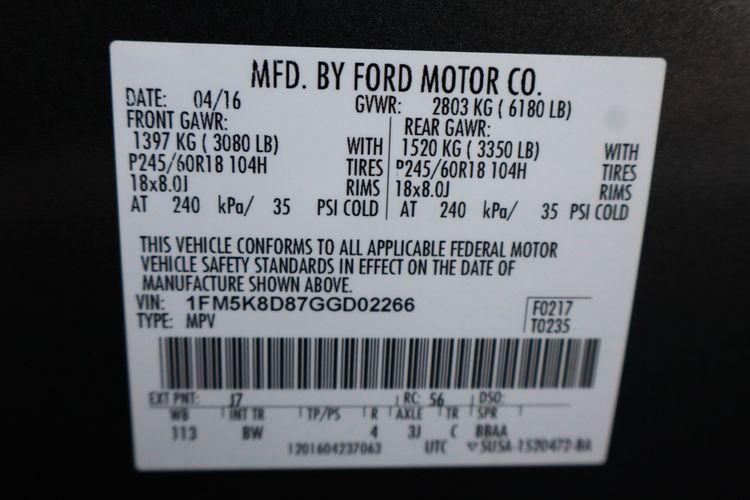 MFD. BY FORD MOTOR CO.
DATE: 04/16 GVWR: 2803 KG ( 6180 LB)
FRONT GAWR: REAR GAWR:
1397 KG ( 3080 LB) WITH 1520 KG ( 3350 LB) WITH
P245/60R18 104H TIRES P245/60R18 104H TIRES
18x8.0J RIMS 18x8.0J RIMS
AT 240 kPa/ 35 PSI COLD AT 240 kPa/ 35 PSI COLD
THIS VEHICLE CONFORMS TO ALL APPLICABLE FEDERAL MOTOR
VEHICLE SAFETY STANDARDS IN EFFECT ON THE DATE OF
MANUFACTURE SHOWN ABOVE.
VIN: 1FM5K8D87GGD02266 F0217
TYPE: MPV T0235
EXT PNT: J7 RC: 56 DSO:
WB INT TR TP/PS R AXLE TR SPR
113 BW 4 3J C BBAA
1201604237063 UTC ▽SU5A-1520472-BA